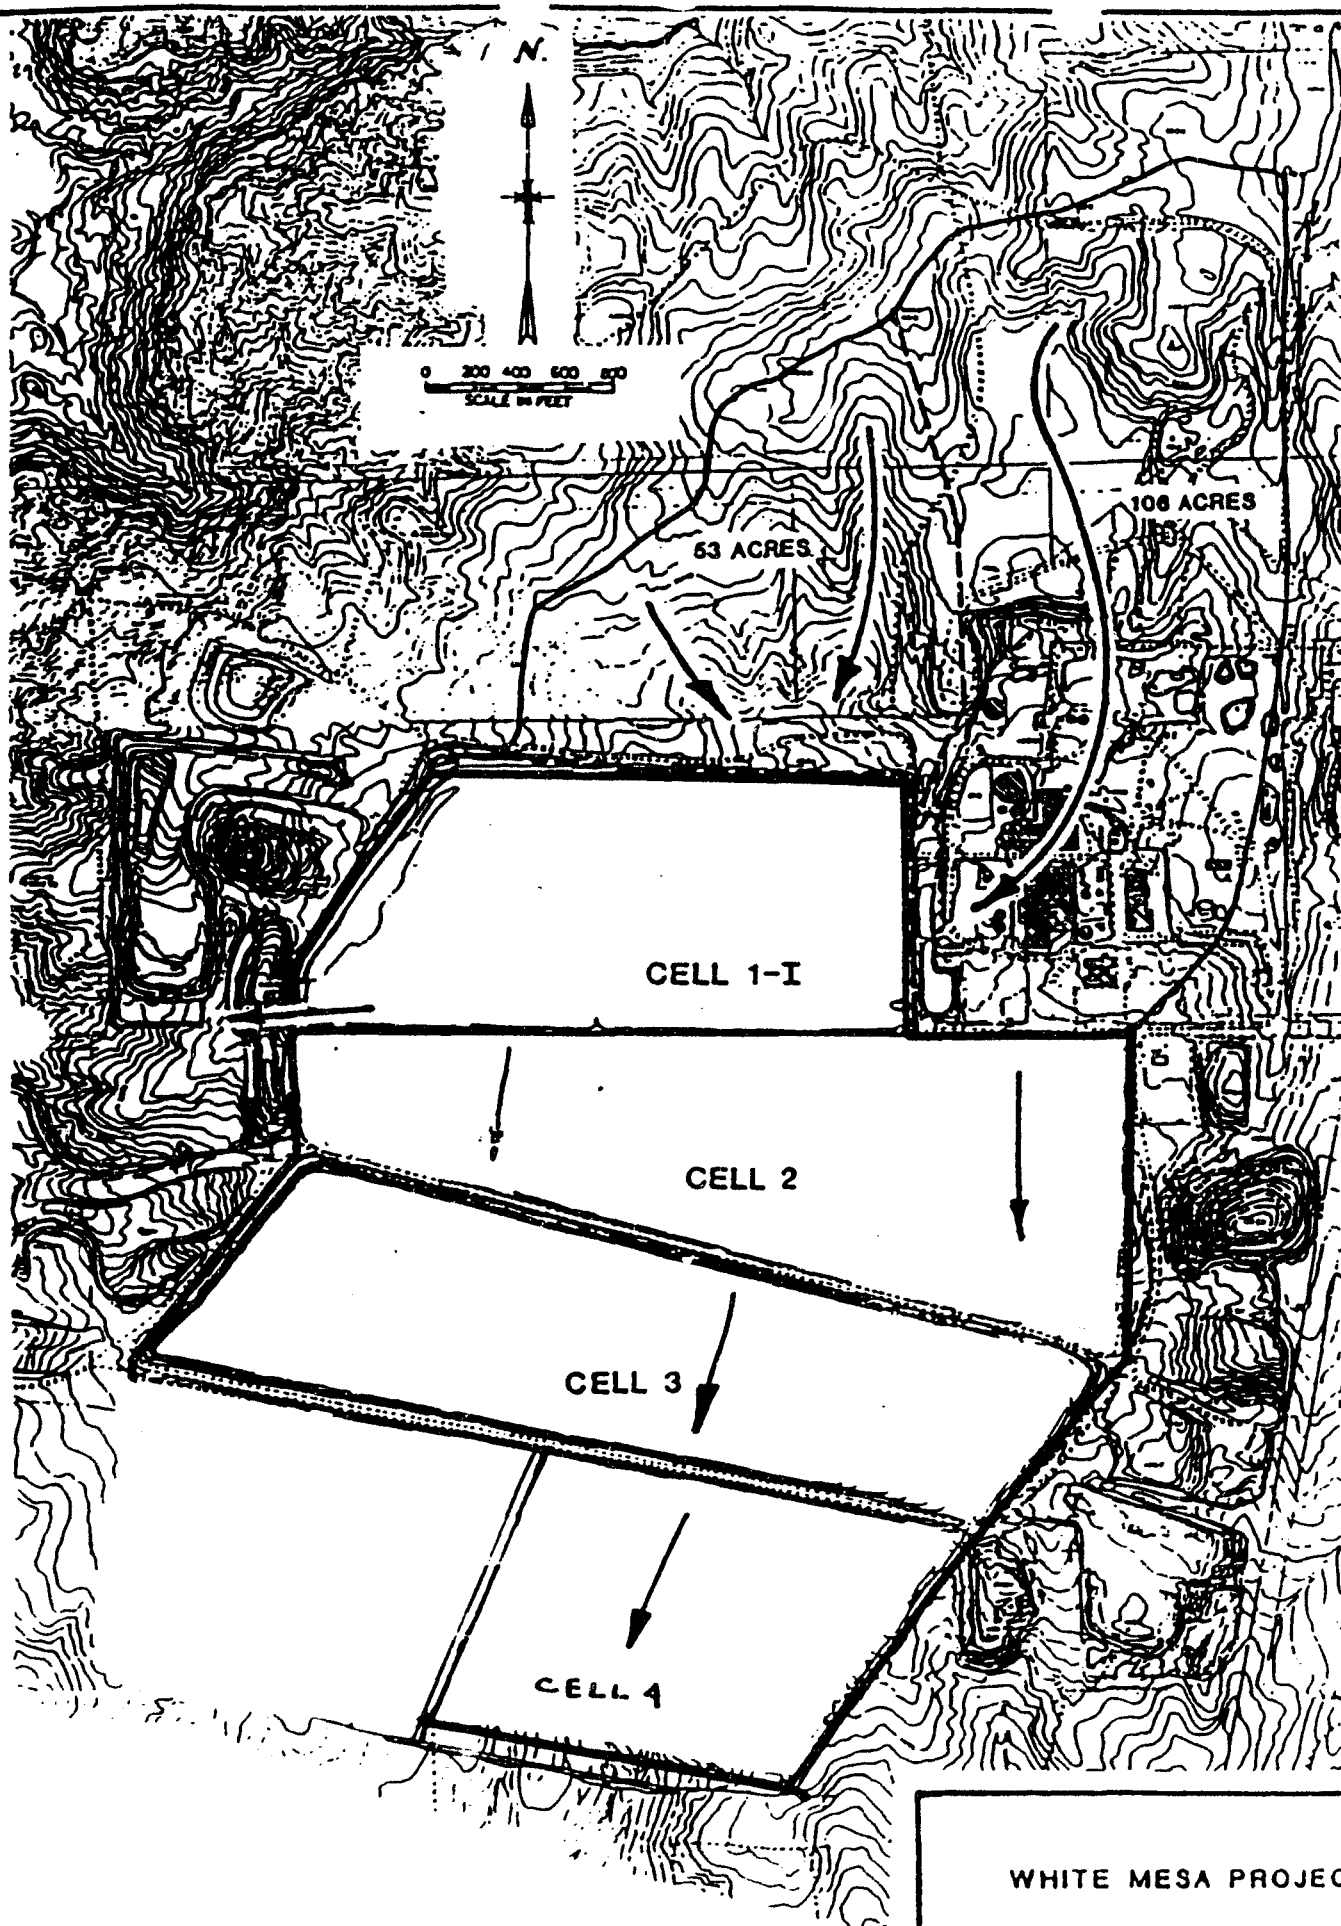 N.
0 200 400 600 800
SCALE IN FEET
106 ACRES
53 ACRES
CELL 1-I
CELL 2
CELL 3
CELL 4
WHITE MESA PROJEC